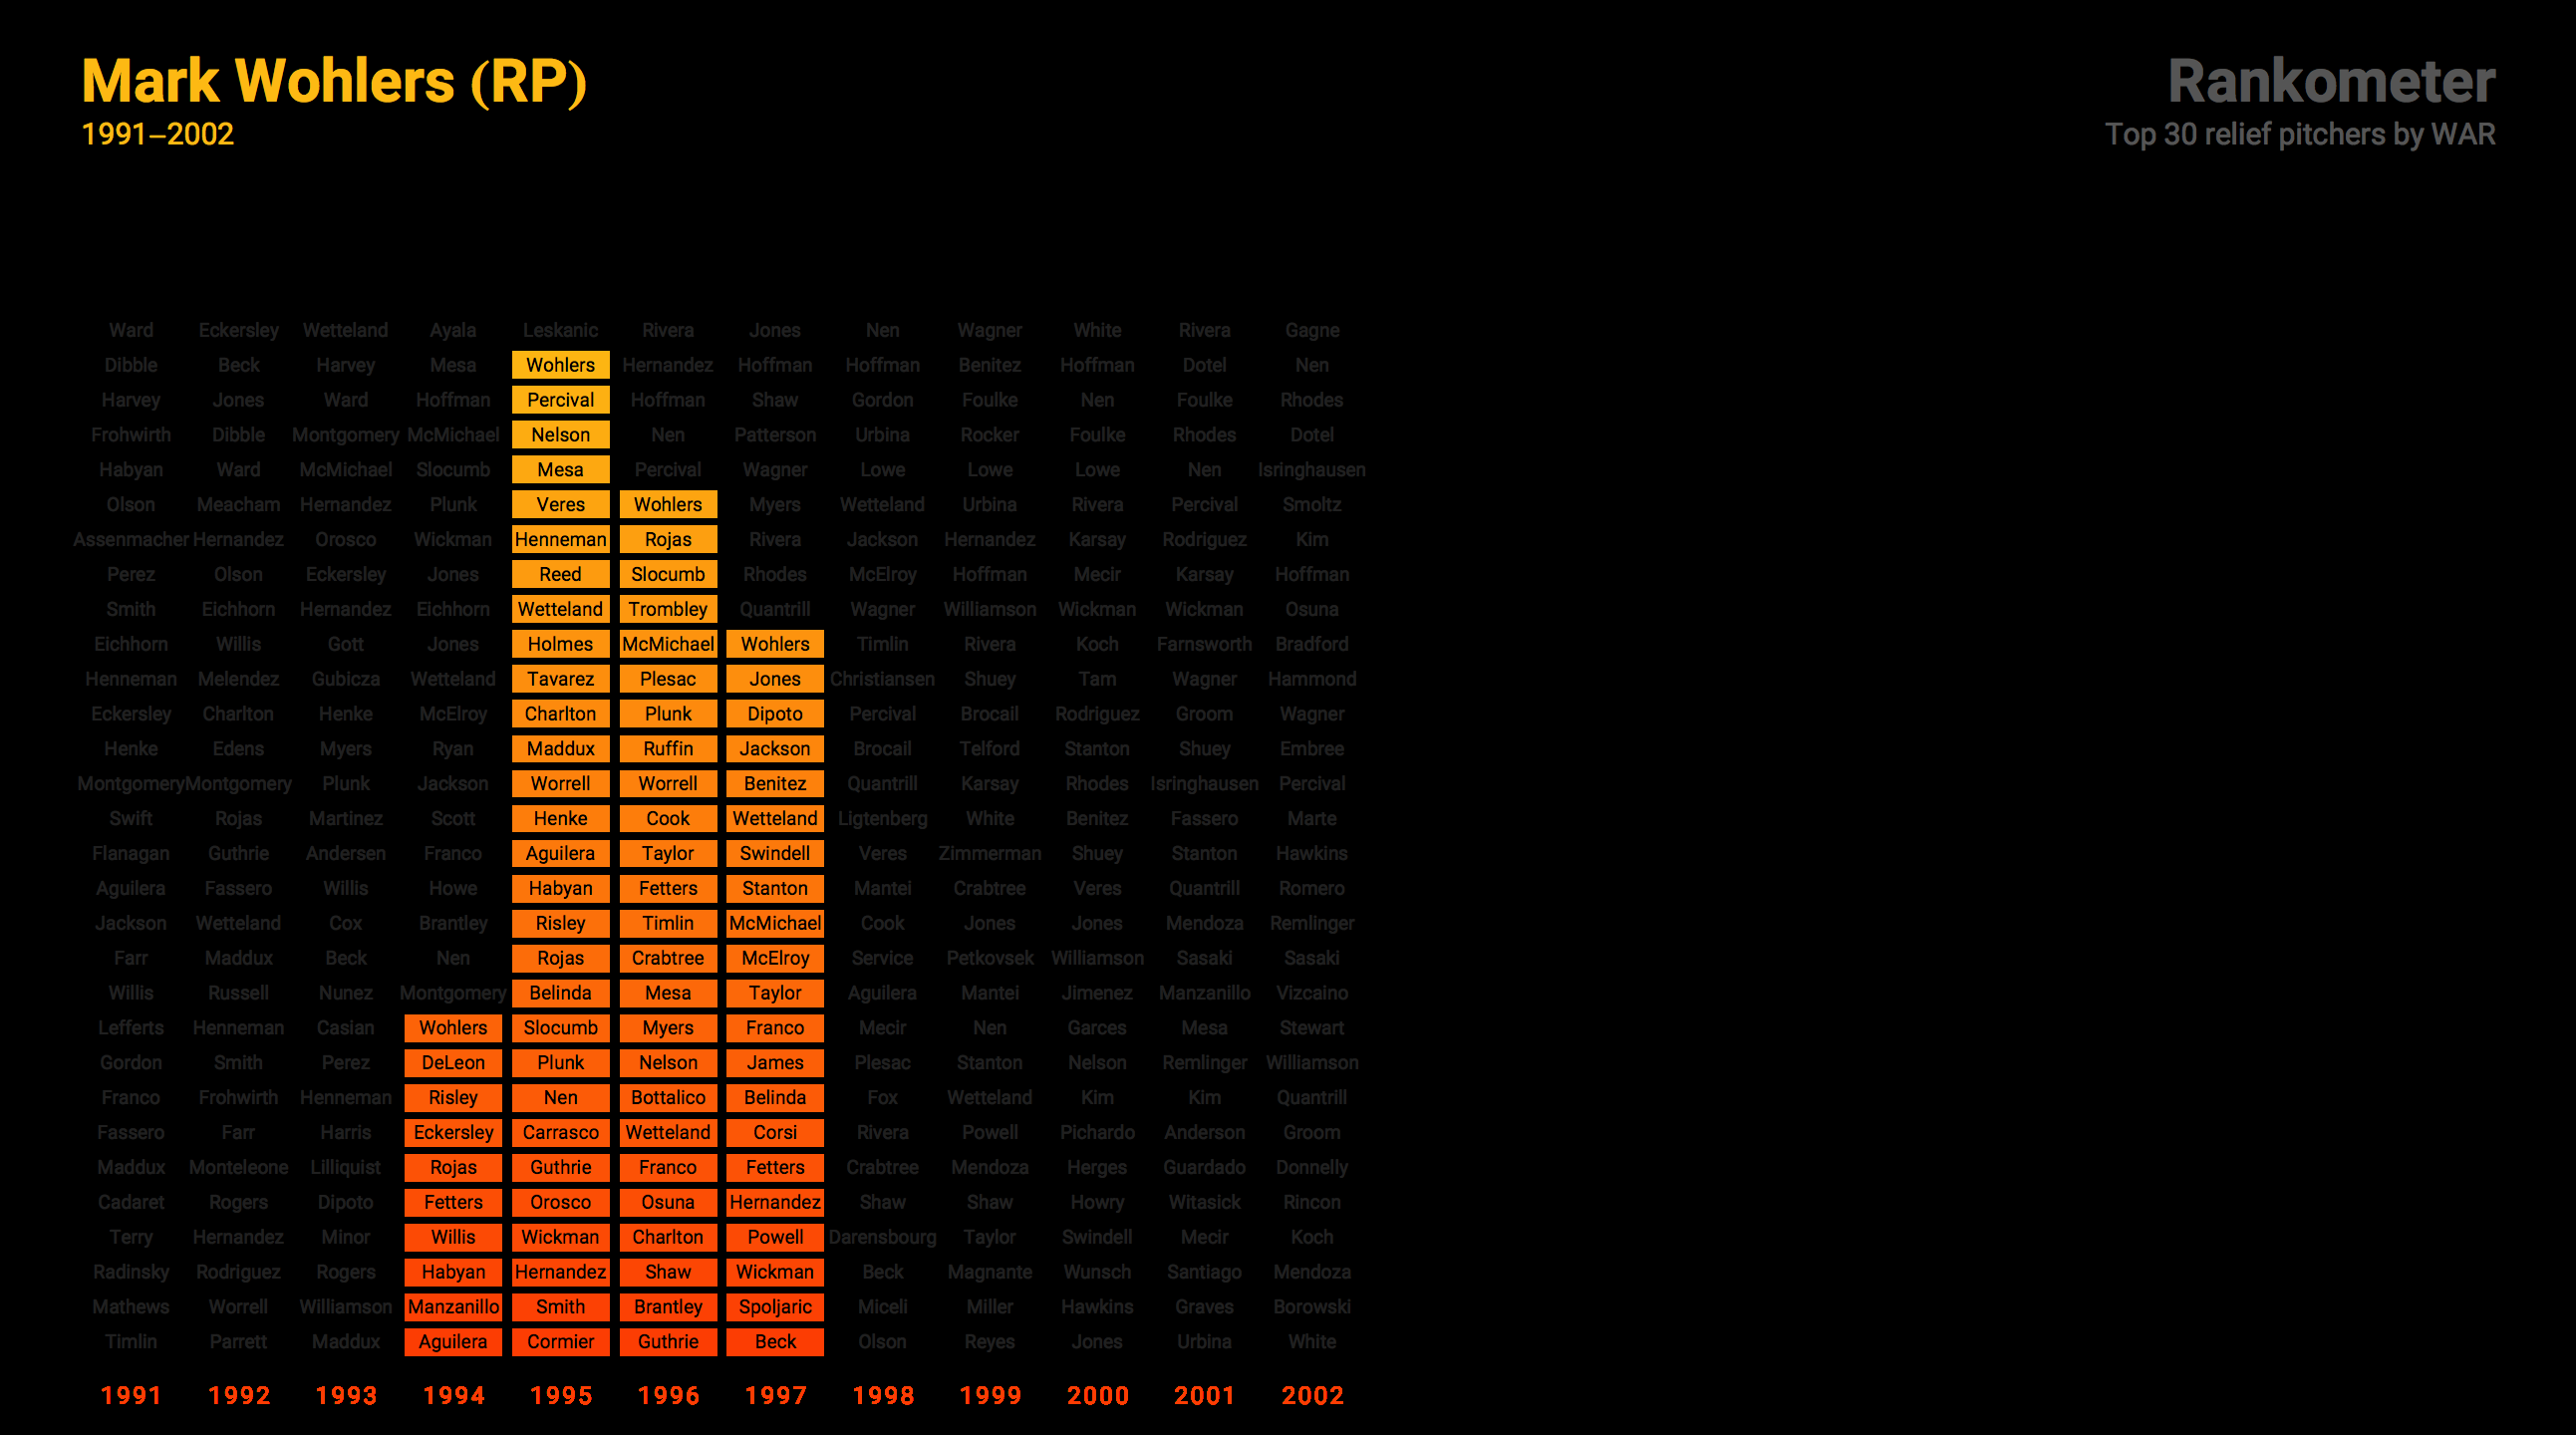 Mark Wohlers (RP)
1991–2002
Rankometer
Top 30 relief pitchers by WAR
Ward Eckersley Wetteland Ayala Leskanic Rivera Jones Nen Wagner White Rivera Gagne
Dibble Beck Harvey Mesa Wohlers Hernandez Hoffman Hoffman Benitez Hoffman Dotel Nen
Harvey Jones Ward Hoffman Percival Hoffman Shaw Gordon Foulke Nen Foulke Rhodes
Frohwirth Dibble Montgomery McMichael Nelson Nen Patterson Urbina Rocker Foulke Rhodes Dotel
Habyan Ward McMichael Slocumb Mesa Percival Wagner Lowe Lowe Lowe Nen Isringhausen
Olson Meacham Hernandez Plunk Veres Wohlers Myers Wetteland Urbina Rivera Percival Smoltz
Assenmacher Hernandez Orosco Wickman Henneman Rojas Rivera Jackson Hernandez Karsay Rodriguez Kim
Perez Olson Eckersley Jones Reed Slocumb Rhodes McElroy Hoffman Mecir Karsay Hoffman
Smith Eichhorn Hernandez Eichhorn Wetteland Trombley Quantrill Wagner Williamson Wickman Wickman Osuna
Eichhorn Willis Gott Jones Holmes McMichael Wohlers Timlin Rivera Koch Farnsworth Bradford
Henneman Melendez Gubicza Wetteland Tavarez Plesac Jones Christiansen Shuey Tam Wagner Hammond
Eckersley Charlton Henke McElroy Charlton Plunk Dipoto Percival Brocail Rodriguez Groom Wagner
Henke Edens Myers Ryan Maddux Ruffin Jackson Brocail Telford Stanton Shuey Embree
Montgomery Montgomery Plunk Jackson Worrell Worrell Benitez Quantrill Karsay Rhodes Isringhausen Percival
Swift Rojas Martinez Scott Henke Cook Wetteland Ligtenberg White Benitez Fassero Marte
Flanagan Guthrie Andersen Franco Aguilera Taylor Swindell Veres Zimmerman Shuey Stanton Hawkins
Aguilera Fassero Willis Howe Habyan Fetters Stanton Mantei Crabtree Veres Quantrill Romero
Jackson Wetteland Cox Brantley Risley Timlin McMichael Cook Jones Jones Mendoza Remlinger
Farr Maddux Beck Nen Rojas Crabtree McElroy Service Petkovsek Williamson Sasaki Sasaki
Willis Russell Nunez Montgomery Belinda Mesa Taylor Aguilera Mantei Jimenez Manzanillo Vizcaino
Lefferts Henneman Casian Wohlers Slocumb Myers Franco Mecir Nen Garces Mesa Stewart
Gordon Smith Perez DeLeon Plunk Nelson James Plesac Stanton Nelson Remlinger Williamson
Franco Frohwirth Henneman Risley Nen Bottalico Belinda Fox Wetteland Kim Kim Quantrill
Fassero Farr Harris Eckersley Carrasco Wetteland Corsi Rivera Powell Pichardo Anderson Groom
Maddux Monteleone Lilliquist Rojas Guthrie Franco Fetters Crabtree Mendoza Herges Guardado Donnelly
Cadaret Rogers Dipoto Fetters Orosco Osuna Hernandez Shaw Shaw Howry Witasick Rincon
Terry Hernandez Minor Willis Wickman Charlton Powell Darensbourg Taylor Swindell Mecir Koch
Radinsky Rodriguez Rogers Habyan Hernandez Shaw Wickman Beck Magnante Wunsch Santiago Mendoza
Mathews Worrell Williamson Manzanillo Smith Brantley Spoljaric Miceli Miller Hawkins Graves Borowski
Timlin Parrett Maddux Aguilera Cormier Guthrie Beck Olson Reyes Jones Urbina White
1991 1992 1993 1994 1995 1996 1997 1998 1999 2000 2001 2002